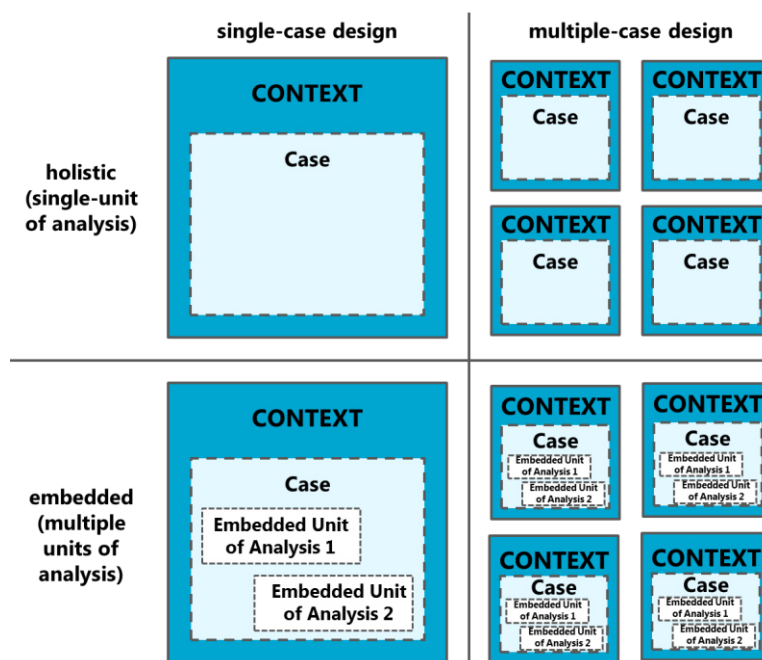 single-case design
multiple-case design
holistic
(single-unit
of analysis)
CONTEXT
Case
CONTEXT
Case
CONTEXT
Case
CONTEXT
Case
CONTEXT
Case
embedded
(multiple
units of
analysis)
CONTEXT
Case
Embedded Unit
of Analysis 1
Embedded Unit
of Analysis 2
CONTEXT
Case
Embedded Unit
of Analysis 1
Embedded Unit
of Analysis 2
CONTEXT
Case
Embedded Unit
of Analysis 1
Embedded Unit
of Analysis 2
CONTEXT
Case
Embedded Unit
of Analysis 1
Embedded Unit
of Analysis 2
CONTEXT
Case
Embedded Unit
of Analysis 1
Embedded Unit
of Analysis 2